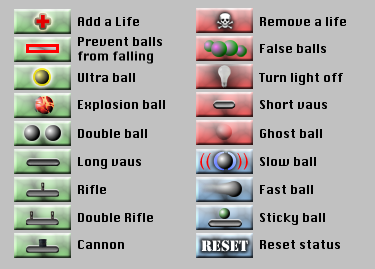 Add a Life
Prevent balls
from falling
Ultra ball
Explosion ball
Double ball
Long vaus
Rifle
Double Rifle
Cannon
Remove a life
False balls
Turn light off
Short vaus
Ghost ball
Slow ball
Fast ball
Sticky ball
RESET Reset status